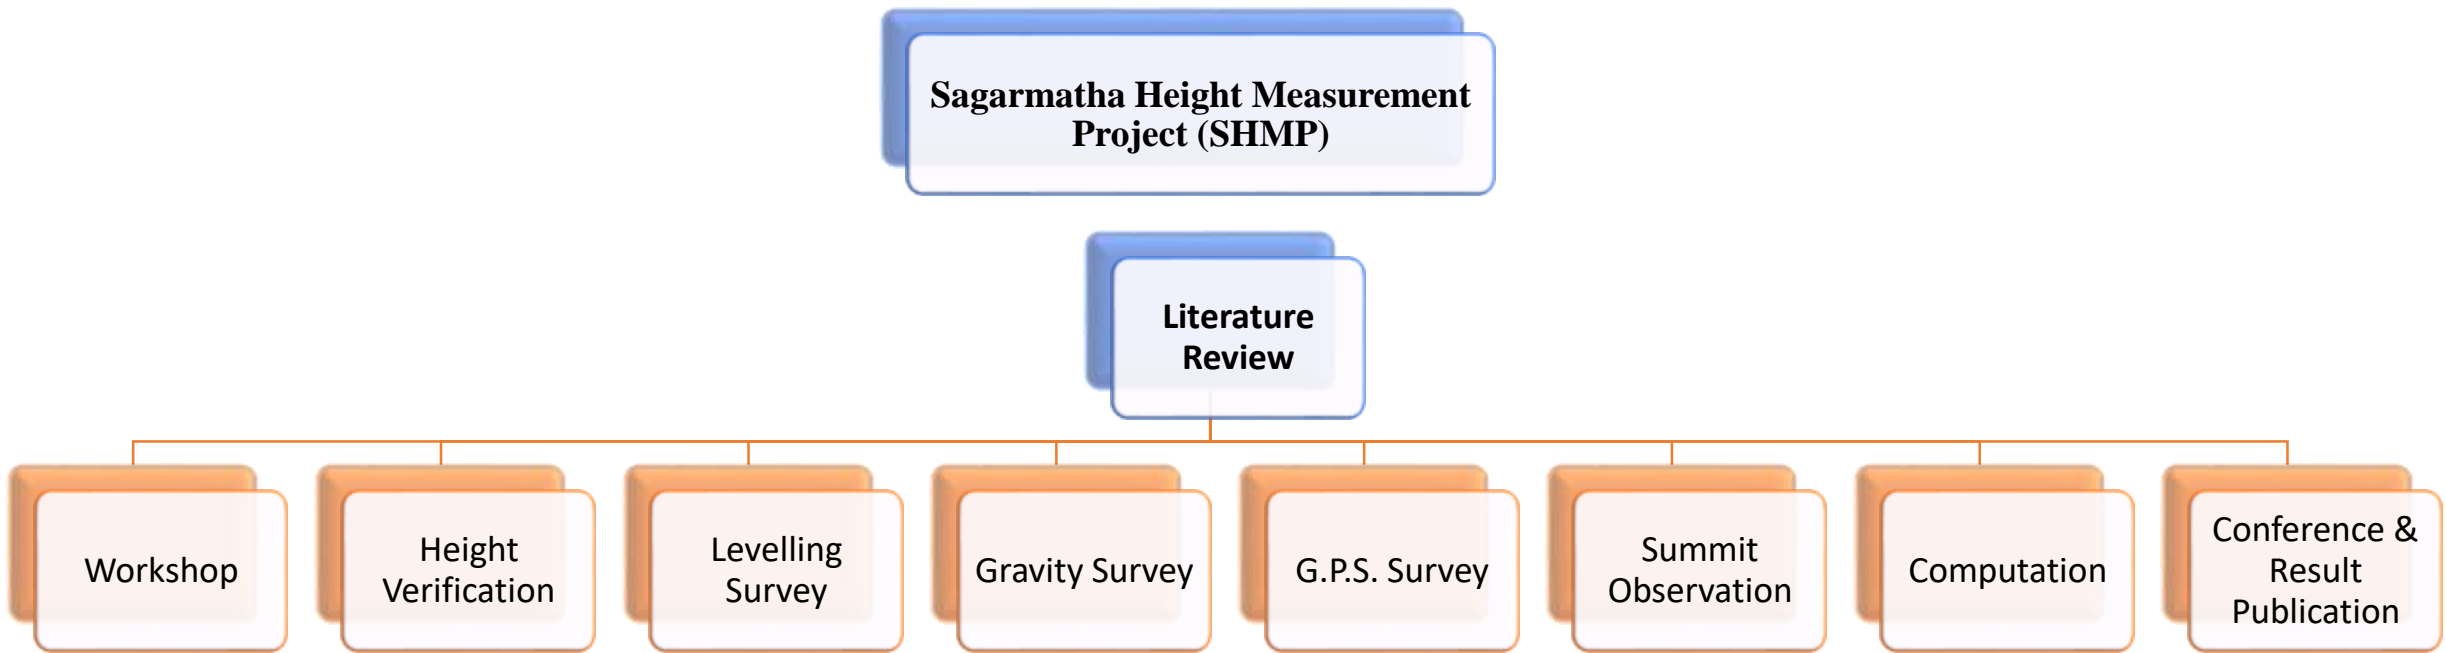 Sagarmatha Height Measurement
Project (SHMP)
Literature
Review
Workshop
Height
Verification
Levelling
Survey
Gravity Survey
G.P.S. Survey
Summit
Observation
Computation
Conference &
Result
Publication